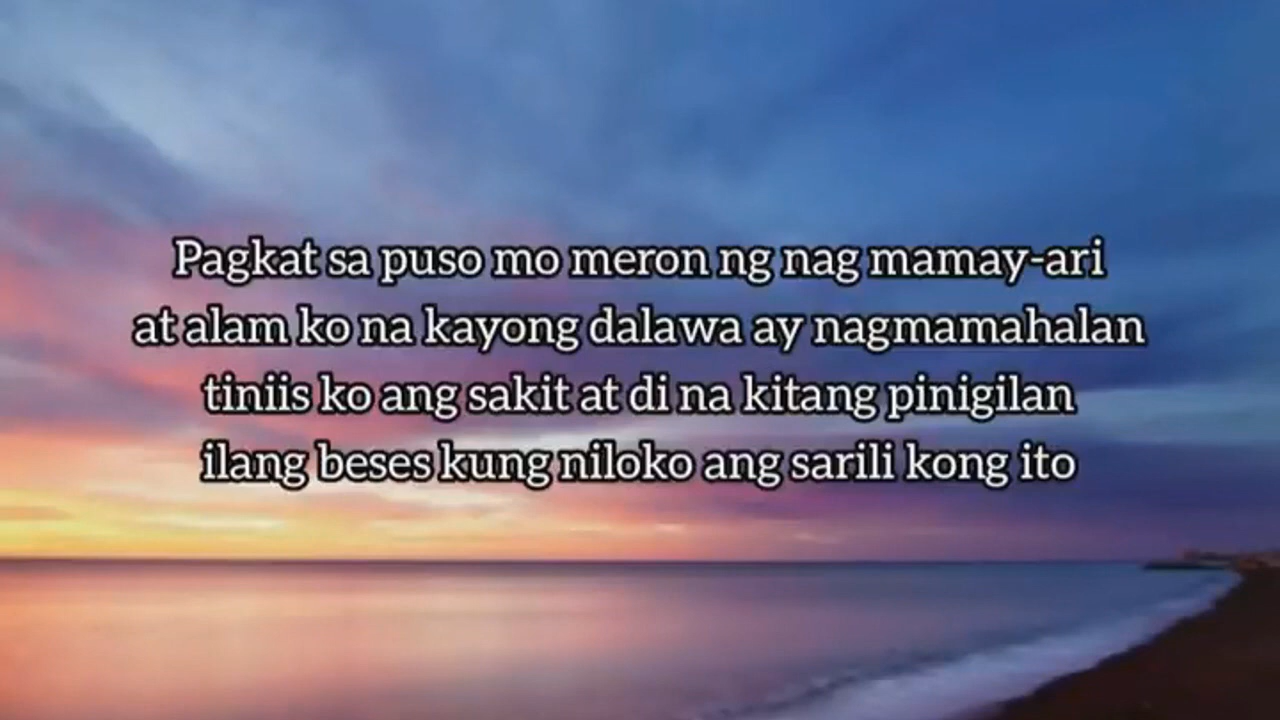 Pagkat sa puso mo meron ng nag mamay-ari
at alam ko na kayong dalawa ay nagmamahalan
tiniis ko ang sakit at di na kitang pinigilan
ilang beses kung niloko ang sarili kong ito